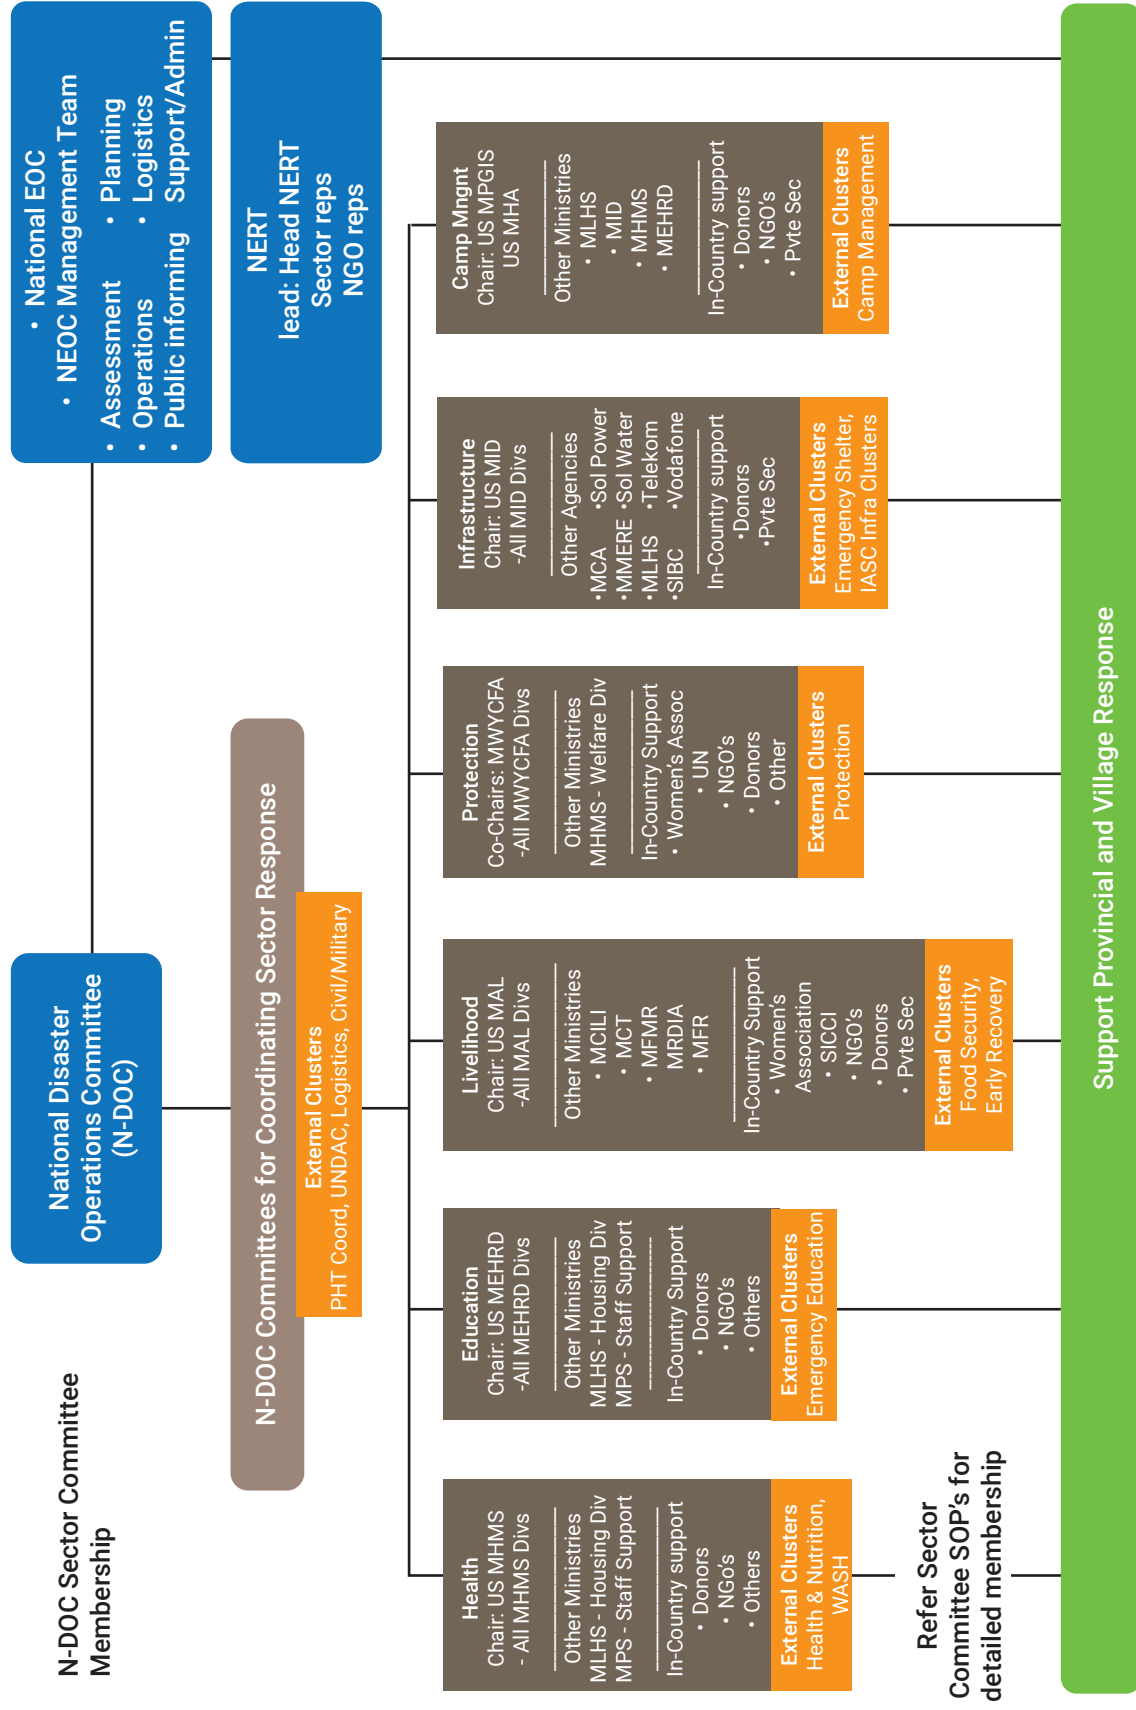 N-DOC Sector Committee
Membership
National Disaster
Operations Committee
(N-DOC)
• National EOC
• NEOC Management Team
• Assessment • Planning
• Operations • Logistics
• Public informing Support/Admin
N-DOC Committees for Coordinating Sector Response
External Clusters
PHT Coord, UNDAC, Logistics, Civil/Military
NERT
lead: Head NERT
Sector reps
NGO reps
Health
Chair: US MHMS
- All MHMS Divs
Other Ministries
MLHS - Housing Div
MPS - Staff Support
In-Country support
• Donors
• NGo's
• Others
External Clusters
Health & Nutrition,
WASH
Education
Chair: US MEHRD
-All MEHRD Divs
Other Ministries
MLHS - Housing Div
MPS - Staff Support
In-Country Support
• Donors
• NGO's
• Others
External Clusters
Emergency Education
Livelihood
Chair: US MAL
-All MAL Divs
Other Ministries
• MCILI
• MCT
• MFMR
MRDIA
• MFR
In-Country Support
• Women's
Association
• SICCI
• NGO's
• Donors
• Pvte Sec
External Clusters
Food Security,
Early Recovery
Protection
Co-Chairs: MWYCFA
-All MWYCFA Divs
Other Ministries
MHMS - Welfare Div
In-Country Support
• Women's Assoc
• UN
• NGO's
• Donors
• Other
External Clusters
Protection
Infrastructure
Chair: US MID
-All MID Divs
Other Agencies
•MCA •Sol Power
•MMERE •Sol Water
•MLHS •Telekom
•SIBC •Vodafone
In-Country support
•Donors
•Pvte Sec
External Clusters
Emergency Shelter,
IASC Infra Clusters
Camp Mngnt
Chair: US MPGIS
US MHA
Other Ministries
• MLHS
• MID
• MHMS
• MEHRD
In-Country support
• Donors
• NGO's
• Pvte Sec
External Clusters
Camp Management
Refer Sector
Committee SOP's for
detailed membership
Support Provincial and Village Response